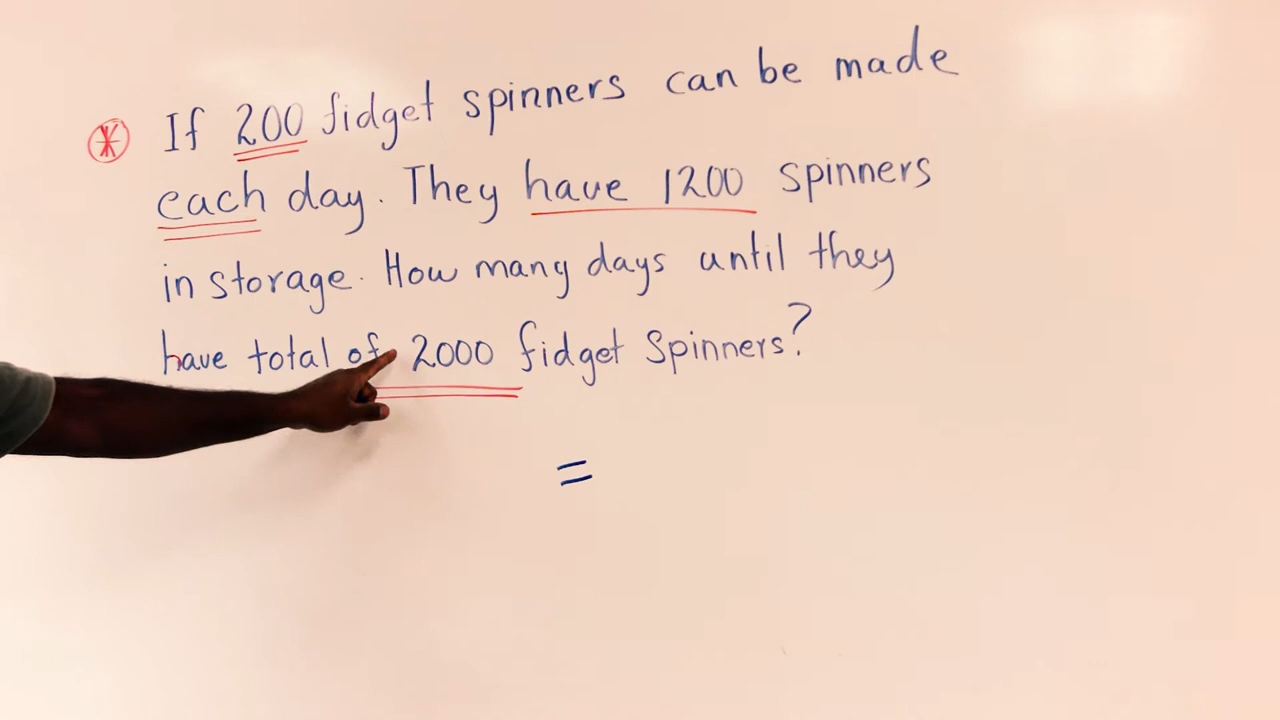 If 200 fidget spinners can be made
each day. They have 1200 spinners
in storage. How many days until they
have total of 2000 fidget Spinners?
=